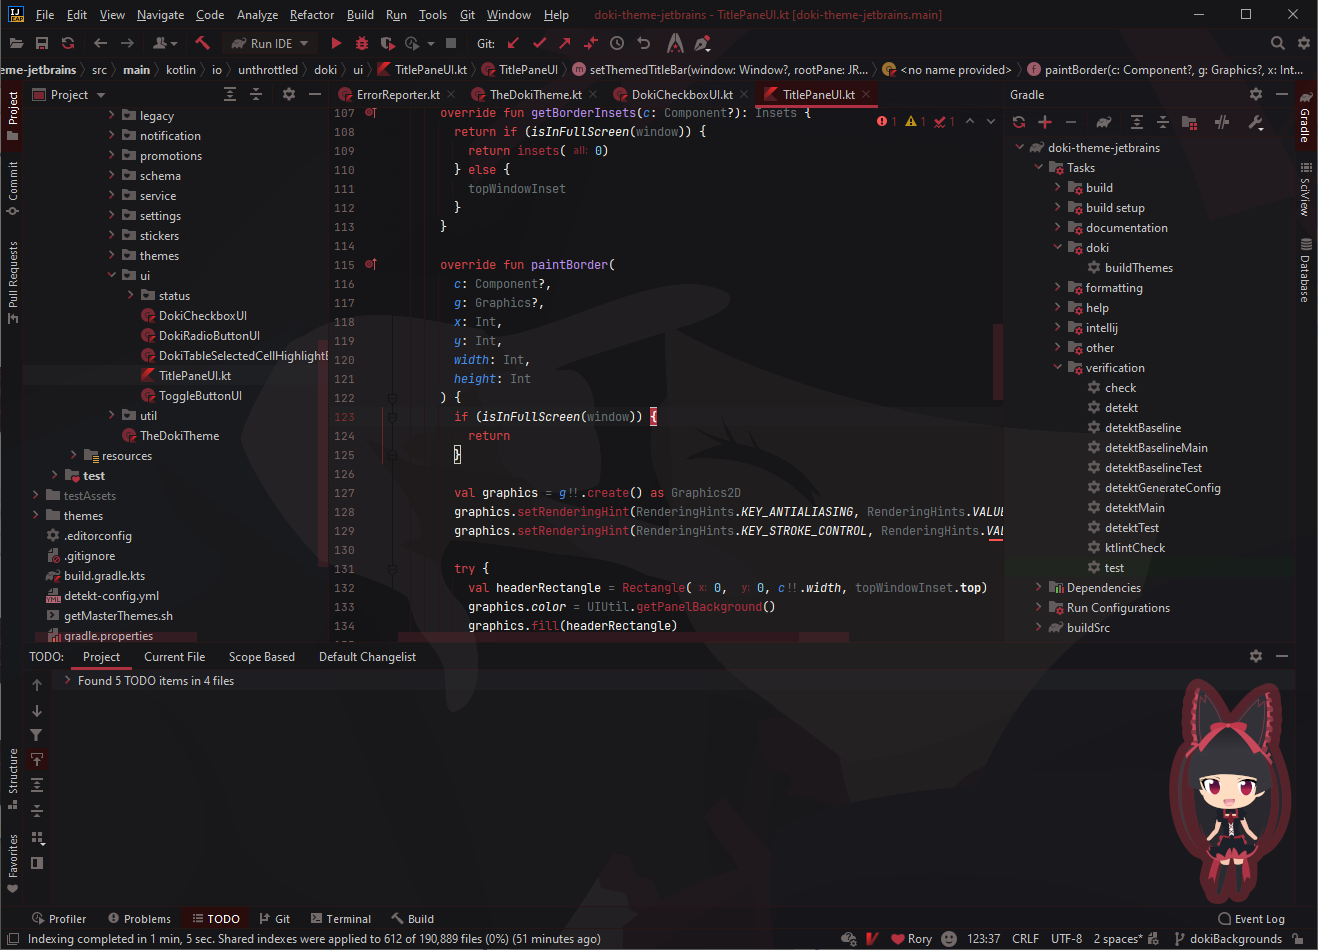 IJ EAP File Edit View Navigate Code Analyze Refactor Build Run Tools Git Window Help doki-theme-jetbrains - TitlePaneUI.kt [doki-theme-jetbrains.main]
Run IDE Git:
eme-jetbrains src main kotlin io unthrottled doki ui TitlePaneUI.kt TitlePaneUI m setThemedTitleBar(window: Window?, rootPane: JR... <no name provided> f paintBorder(c: Component?, g: Graphics?, x: Int...
Project
Commit
Pull Requests
Structure
Favorites
Project
legacy
notification
promotions
schema
service
settings
stickers
themes
ui
status
DokiCheckboxUI
DokiRadioButtonUI
DokiTableSelectedCellHighlightB
TitlePaneUI.kt
ToggleButtonUI
util
TheDokiTheme
resources
test
testAssets
themes
.editorconfig
.gitignore
build.gradle.kts
YML detekt-config.yml
getMasterThemes.sh
gradle.properties
ErrorReporter.kt TheDokiTheme.kt DokiCheckboxUI.kt TitlePaneUI.kt
1 1 1
107 override fun getBorderInsets(c: Component?): Insets {
108 return if (isInFullScreen(window)) {
109 return insets( all: 0)
110 } else {
111 topWindowInset
112 }
113 }
114
115 override fun paintBorder(
116 c: Component?,
117 g: Graphics?,
118 x: Int,
119 y: Int,
120 width: Int,
121 height: Int
122 ) {
123 if (isInFullScreen(window)) {
124 return
125 }
126
127 val graphics = g!!.create() as Graphics2D
128 graphics.setRenderingHint(RenderingHints.KEY_ANTIALIASING, RenderingHints.VALUE
129 graphics.setRenderingHint(RenderingHints.KEY_STROKE_CONTROL, RenderingHints.VAL
130
131 try {
132 val headerRectangle = Rectangle( x: 0, y: 0, c!!.width, topWindowInset.top)
133 graphics.color = UIUtil.getPanelBackground()
134 graphics.fill(headerRectangle)
Gradle
doki-theme-jetbrains
Tasks
build
build setup
documentation
doki
buildThemes
formatting
help
intellij
other
verification
check
detekt
detektBaseline
detektBaselineMain
detektBaselineTest
detektGenerateConfig
detektMain
detektTest
ktlintCheck
test
Dependencies
Run Configurations
buildSrc
Gradle
SciView
Database
TODO: Project Current File Scope Based Default Changelist
Found 5 TODO items in 4 files
Profiler Problems TODO Git Terminal Build Event Log
Indexing completed in 1 min, 5 sec. Shared indexes were applied to 612 of 190,889 files (0%) (51 minutes ago) Rory 123:37 CRLF UTF-8 2 spaces* dokiBackgrounds